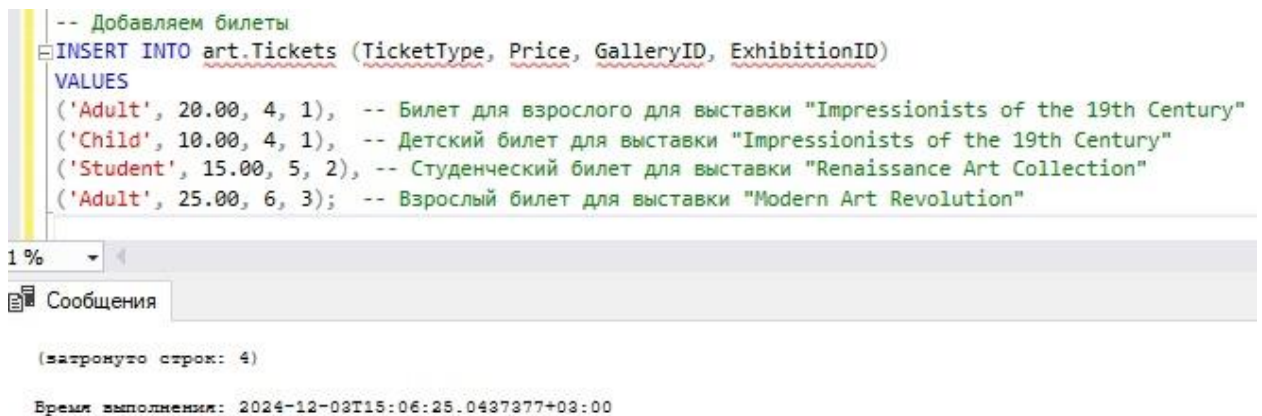 -- Добавляем билеты
INSERT INTO art.Tickets (TicketType, Price, GalleryID, ExhibitionID)
VALUES
('Adult', 20.00, 4, 1), -- Билет для взрослого для выставки "Impressionists of the 19th Century"
('Child', 10.00, 4, 1), -- Детский билет для выставки "Impressionists of the 19th Century"
('Student', 15.00, 5, 2), -- Студенческий билет для выставки "Renaissance Art Collection"
('Adult', 25.00, 6, 3); -- Взрослый билет для выставки "Modern Art Revolution"
1 %
Сообщения
(затронуто строк: 4)
Время выполнения: 2024-12-03T15:06:25.0437377+03:00